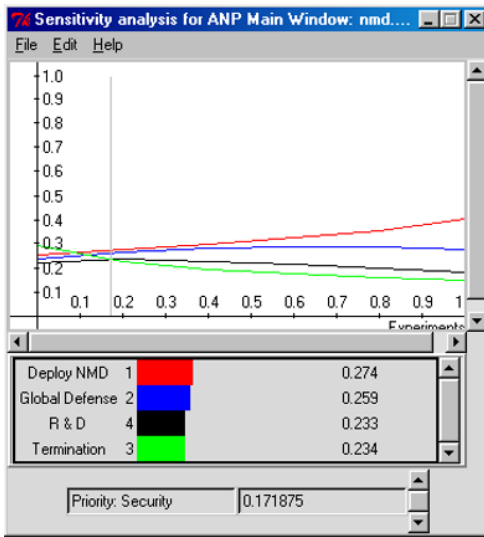 Sensitivity analysis for ANP Main Window: nmd....
File Edit Help
1.0
0.9
0.8
0.7
0.6
0.5
0.4
0.3
0.2
0.1
0.1 0.2 0.3 0.4 0.5 0.6 0.7 0.8 0.9 1
Experiments
Deploy NMD 1 0.274
Global Defense 2 0.259
R & D 4 0.233
Termination 3 0.234
Priority: Security 0.171875